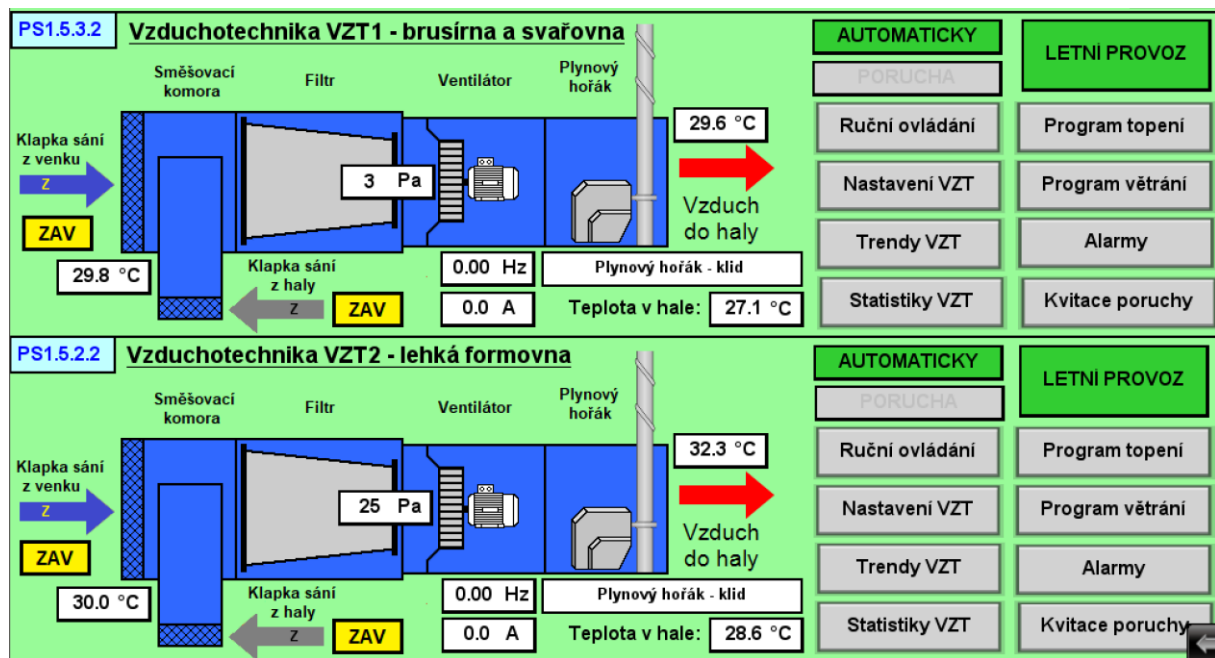 PS1.5.3.2
Vzduchotechnika VZT1 - brusírna a svařovna
AUTOMATICKY
LETNÍ PROVOZ
PORUCHA
Směšovací
komora
Filtr
Ventilátor
Plynový
hořák
Klapka sání
z venku
Z
ZAV
29.8 °C
3 Pa
29.6 °C
Vzduch
do haly
Klapka sání
z haly
Z
ZAV
0.00 Hz
Plynový hořák - klid
0.0 A
Teplota v hale: 27.1 °C
Ruční ovládání
Program topení
Nastavení VZT
Program větrání
Trendy VZT
Alarmy
Statistiky VZT
Kvitace poruchy
PS1.5.2.2
Vzduchotechnika VZT2 - lehká formovna
AUTOMATICKY
LETNÍ PROVOZ
PORUCHA
Směšovací
komora
Filtr
Ventilátor
Plynový
hořák
Klapka sání
z venku
Z
ZAV
30.0 °C
25 Pa
32.3 °C
Vzduch
do haly
Klapka sání
z haly
Z
ZAV
0.00 Hz
Plynový hořák - klid
0.0 A
Teplota v hale: 28.6 °C
Ruční ovládání
Program topení
Nastavení VZT
Program větrání
Trendy VZT
Alarmy
Statistiky VZT
Kvitace poruchy